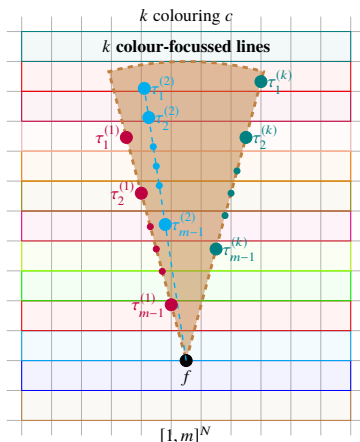 k colouring c
k colour-focussed lines
τ_1^{(2)}
τ_1^{(k)}
τ_2^{(2)}
τ_1^{(1)}
τ_2^{(k)}
τ_2^{(1)}
τ_{m-1}^{(2)}
τ_{m-1}^{(k)}
τ_{m-1}^{(1)}
f
[1, m]^N